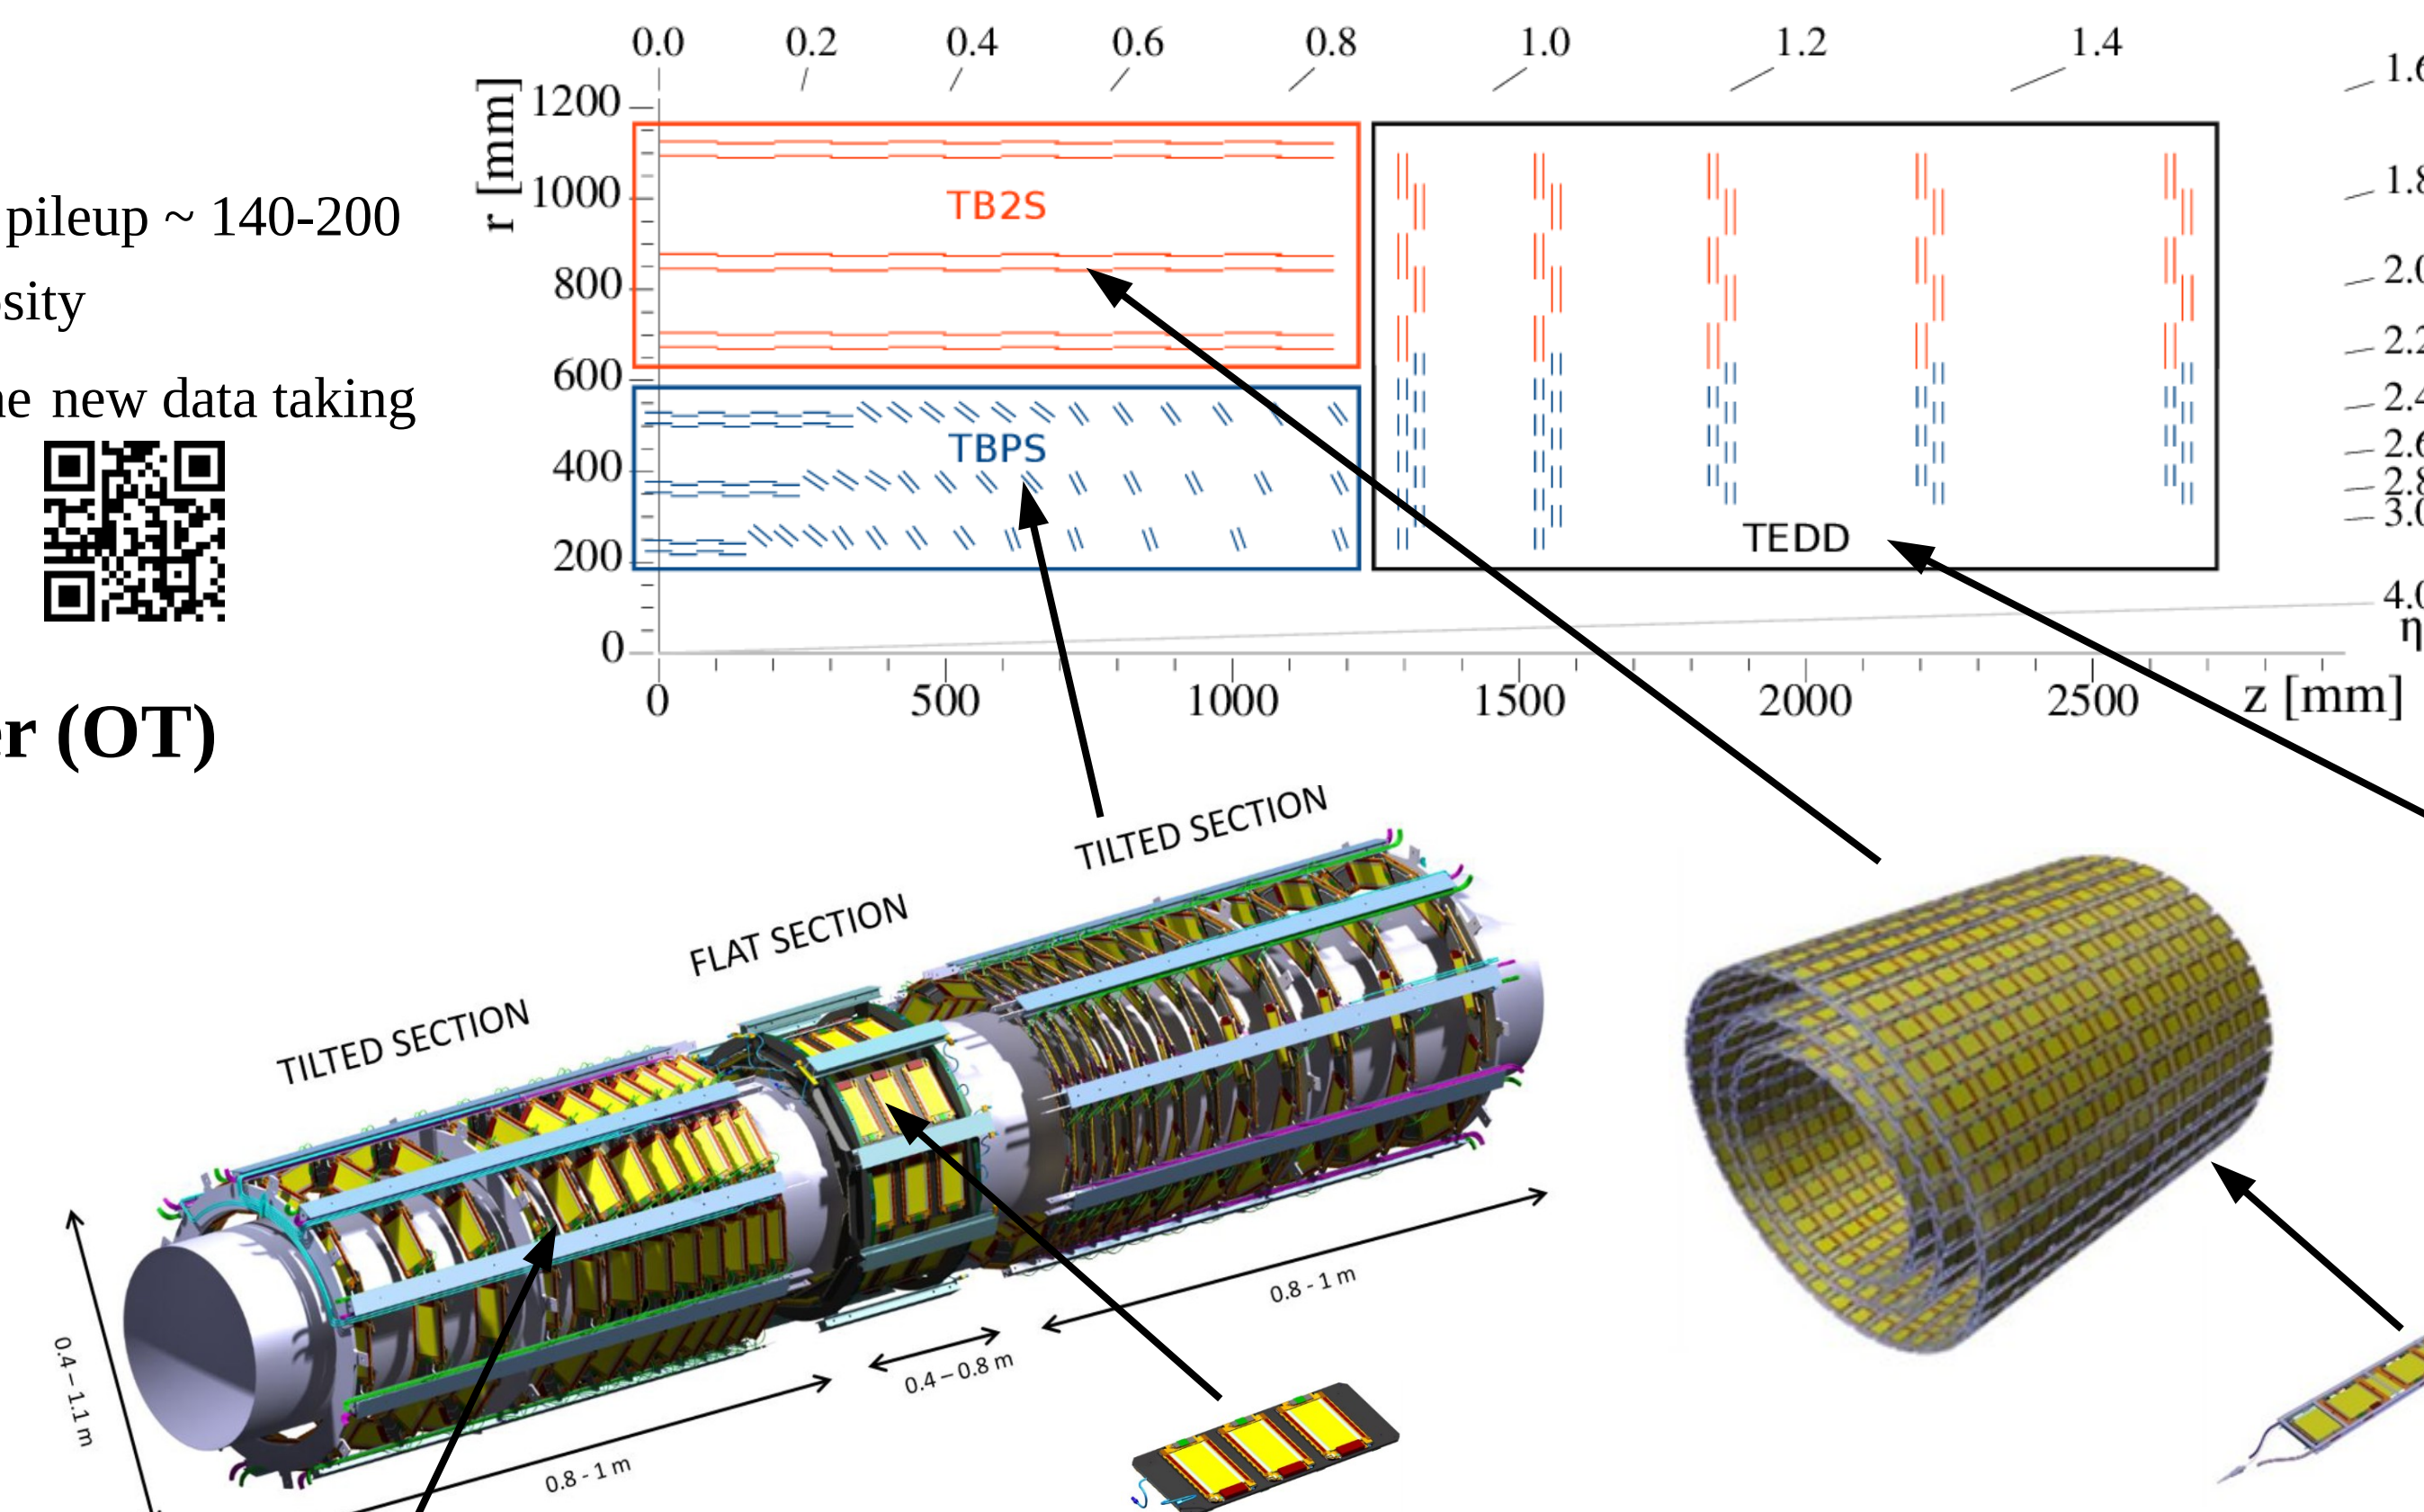 pileup ~ 140-200
new data taking
(OT)
0.0 0.2 0.4 0.6 0.8 1.0 1.2 1.4
r [mm]
1200
1000
800
600
400
200
0
TB2S
TBPS
TEDD
η
0 500 1000 1500 2000 2500 z [mm]
TILTED SECTION
FLAT SECTION
TILTED SECTION
0.4 – 1.1 m
0.8 - 1 m
0.4 – 0.8 m
0.8 - 1 m